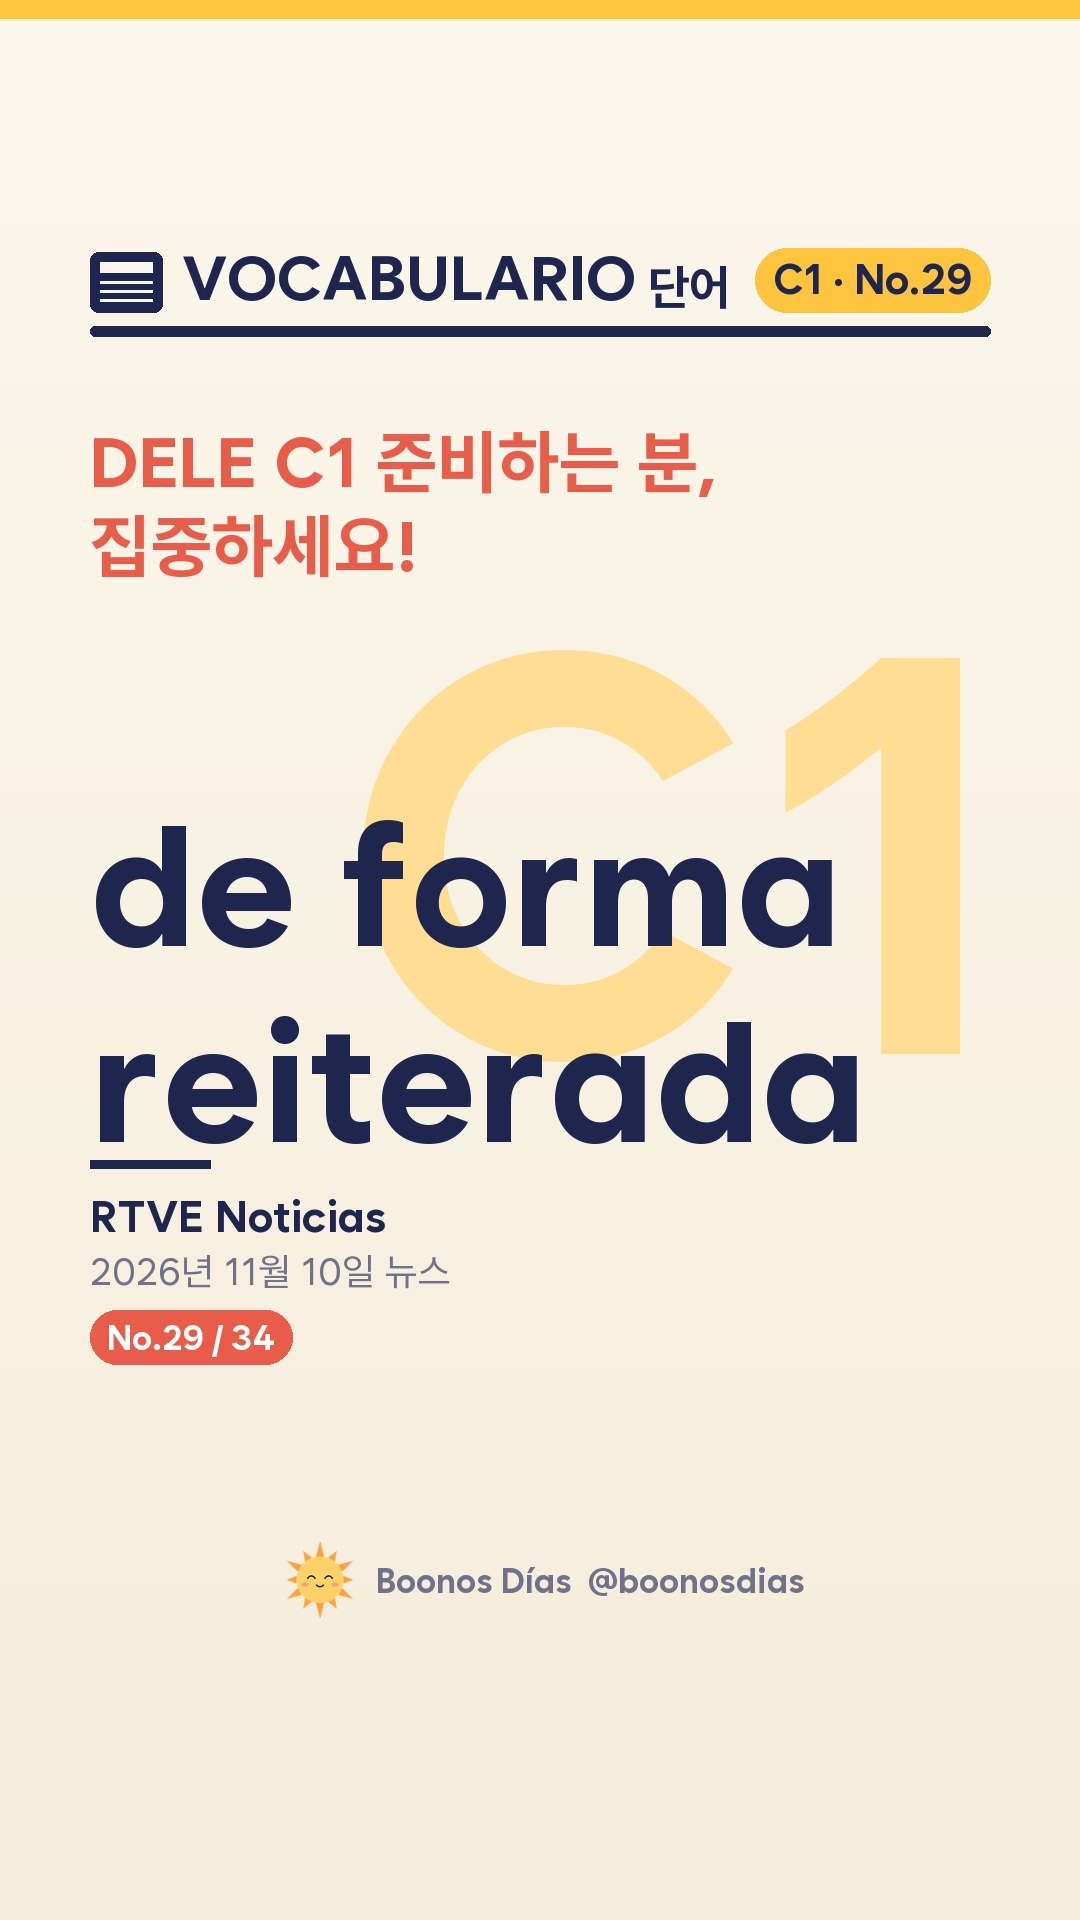 VOCABULARIO 단어 C1 · No.29
DELE C1 준비하는 분,
집중하세요!
C1
de forma
reiterada
RTVE Noticias
2026년 11월 10일 뉴스
No.29 / 34
Boonos Días @boonosdias